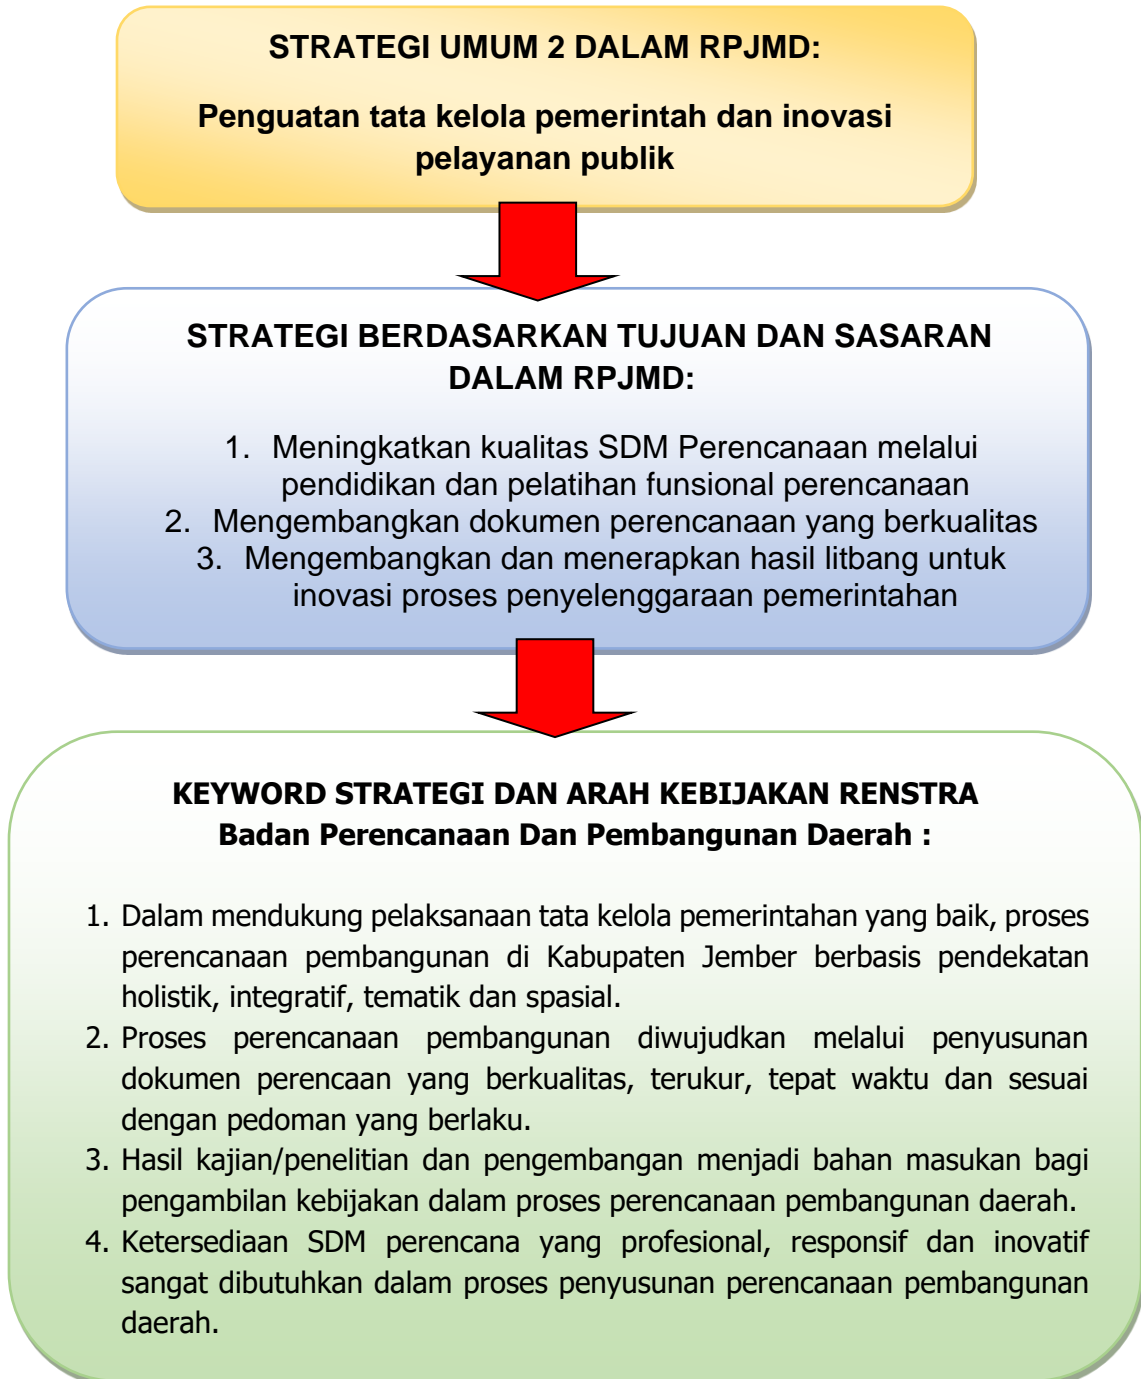 STRATEGI UMUM 2 DALAM RPJMD:
Penguatan tata kelola pemerintah dan inovasi
pelayanan publik
STRATEGI BERDASARKAN TUJUAN DAN SASARAN
DALAM RPJMD:
1. Meningkatkan kualitas SDM Perencanaan melalui
pendidikan dan pelatihan funsional perencanaan
2. Mengembangkan dokumen perencanaan yang berkualitas
3. Mengembangkan dan menerapkan hasil litbang untuk
inovasi proses penyelenggaraan pemerintahan
KEYWORD STRATEGI DAN ARAH KEBIJAKAN RENSTRA
Badan Perencanaan Dan Pembangunan Daerah :
1. Dalam mendukung pelaksanaan tata kelola pemerintahan yang baik, proses
perencanaan pembangunan di Kabupaten Jember berbasis pendekatan
holistik, integratif, tematik dan spasial.
2. Proses perencanaan pembangunan diwujudkan melalui penyusunan
dokumen perencaan yang berkualitas, terukur, tepat waktu dan sesuai
dengan pedoman yang berlaku.
3. Hasil kajian/penelitian dan pengembangan menjadi bahan masukan bagi
pengambilan kebijakan dalam proses perencanaan pembangunan daerah.
4. Ketersediaan SDM perencana yang profesional, responsif dan inovatif
sangat dibutuhkan dalam proses penyusunan perencanaan pembangunan
daerah.